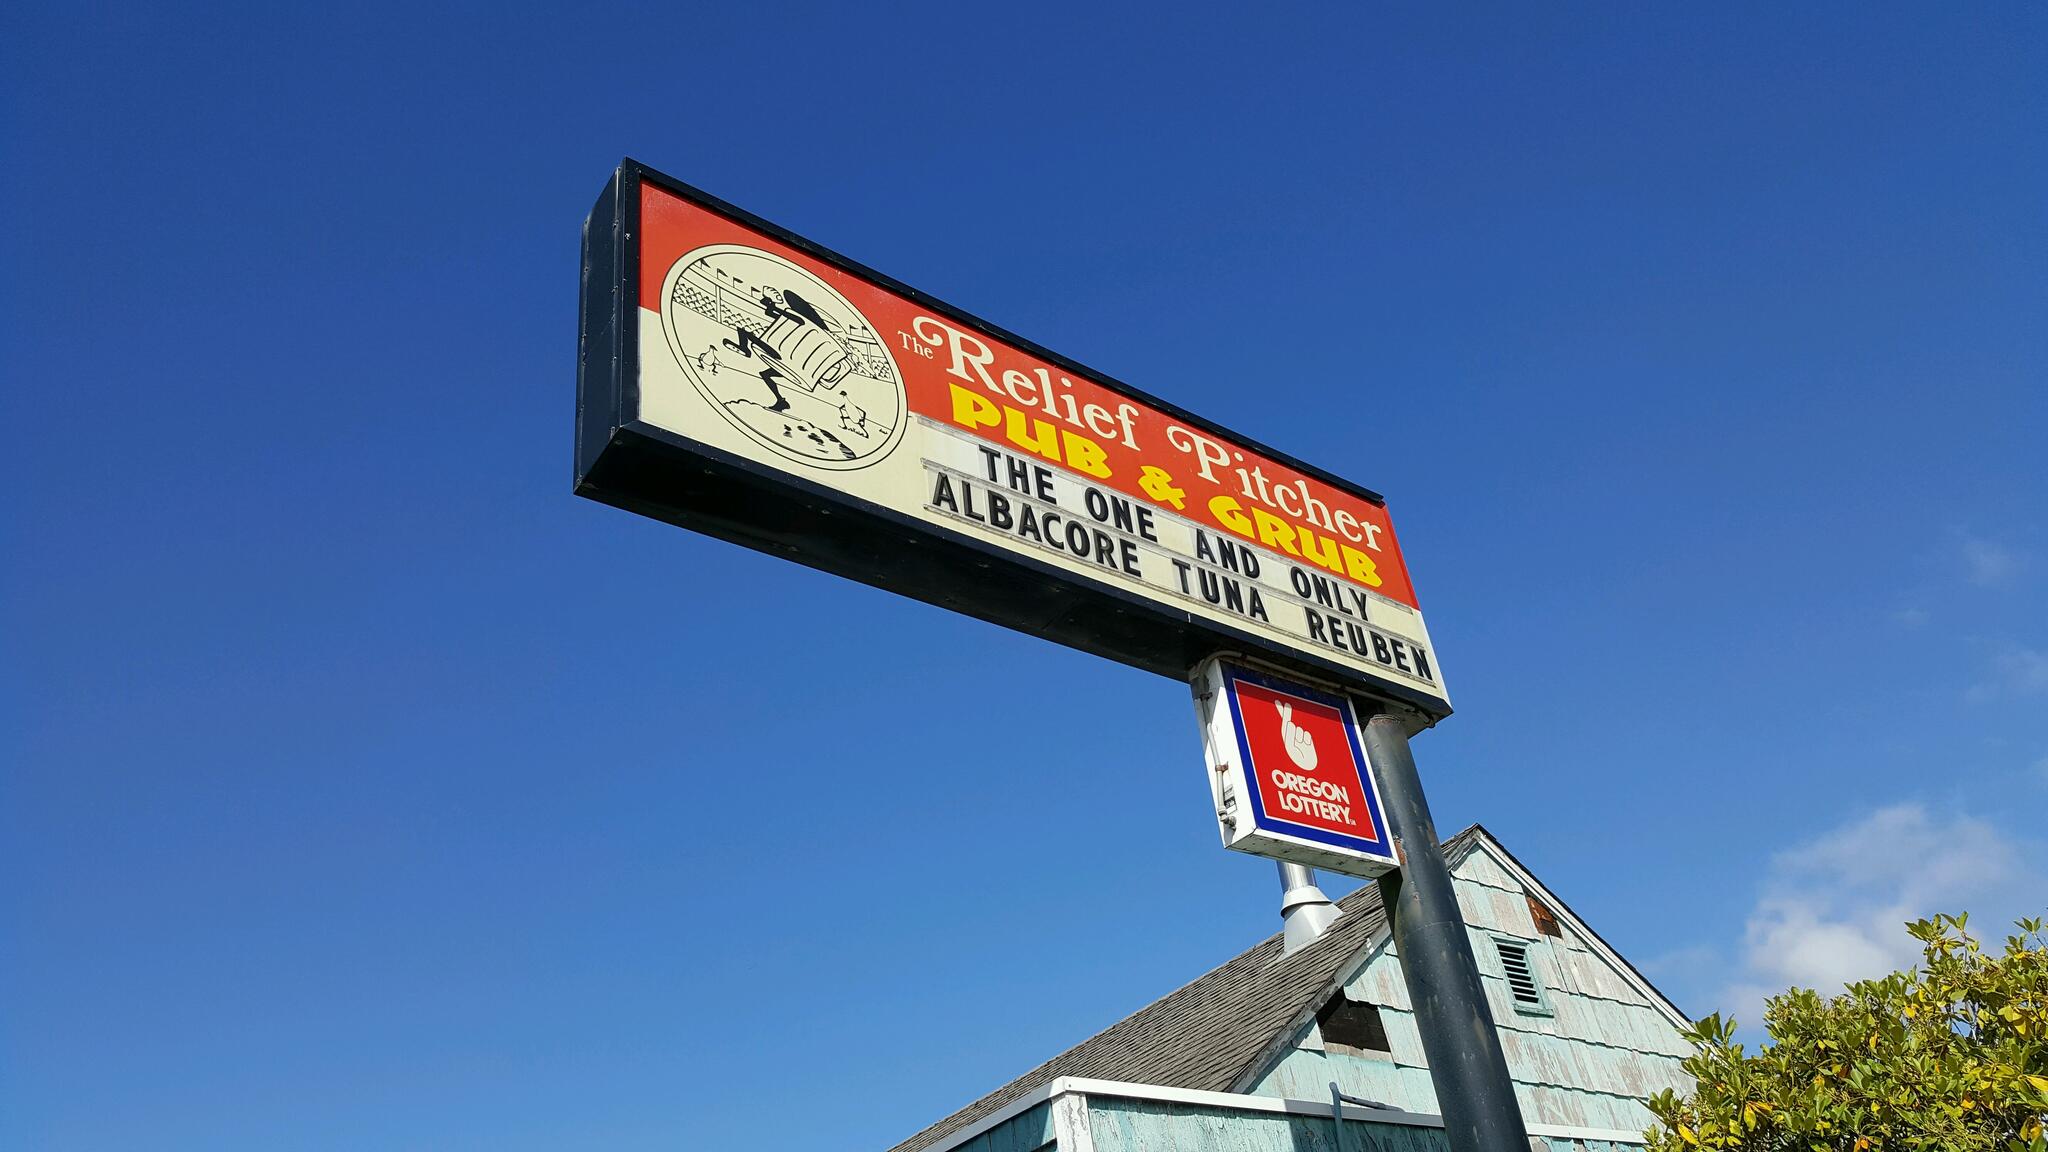 The Relief Pitcher
PUB & GRUB
THE ONE AND ONLY
ALBACORE TUNA REUBEN
OREGON
LOTTERY